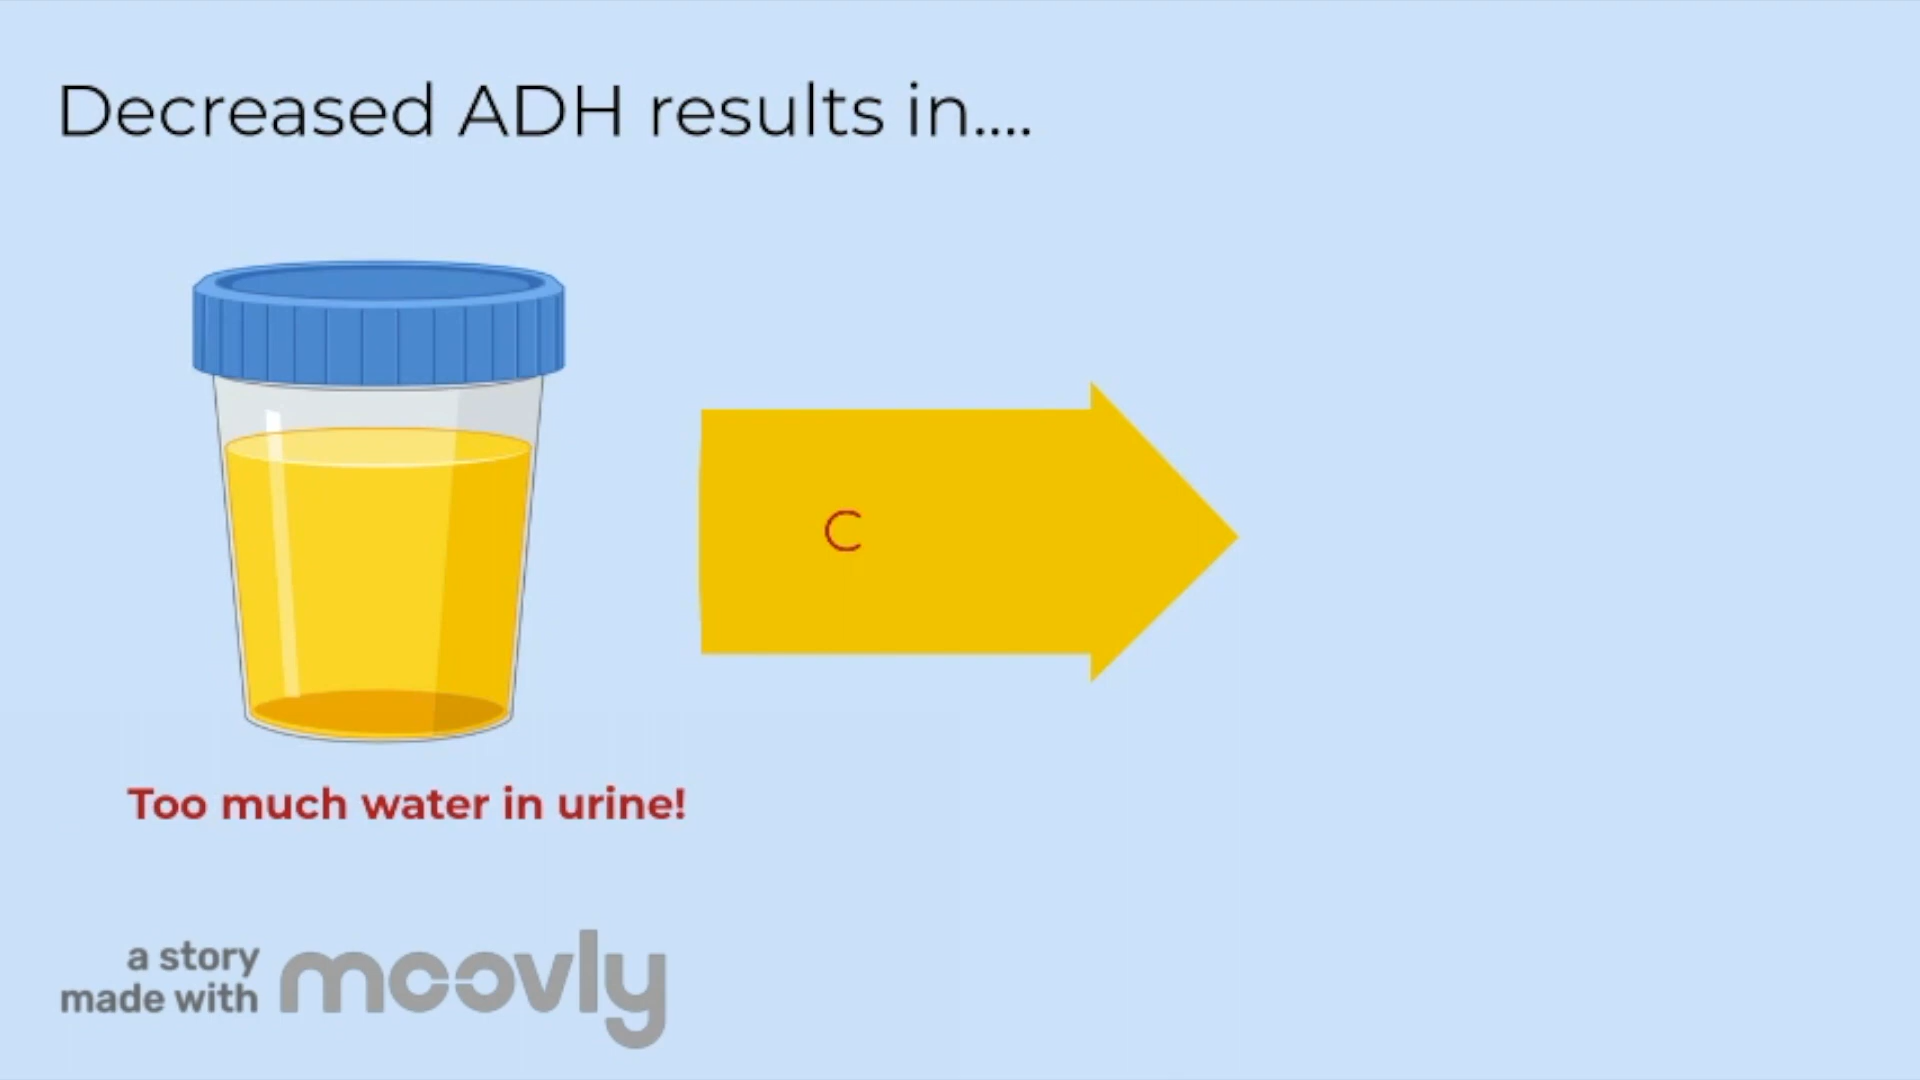 Decreased ADH results in....
C
Too much water in urine!
a story
made with
moovly